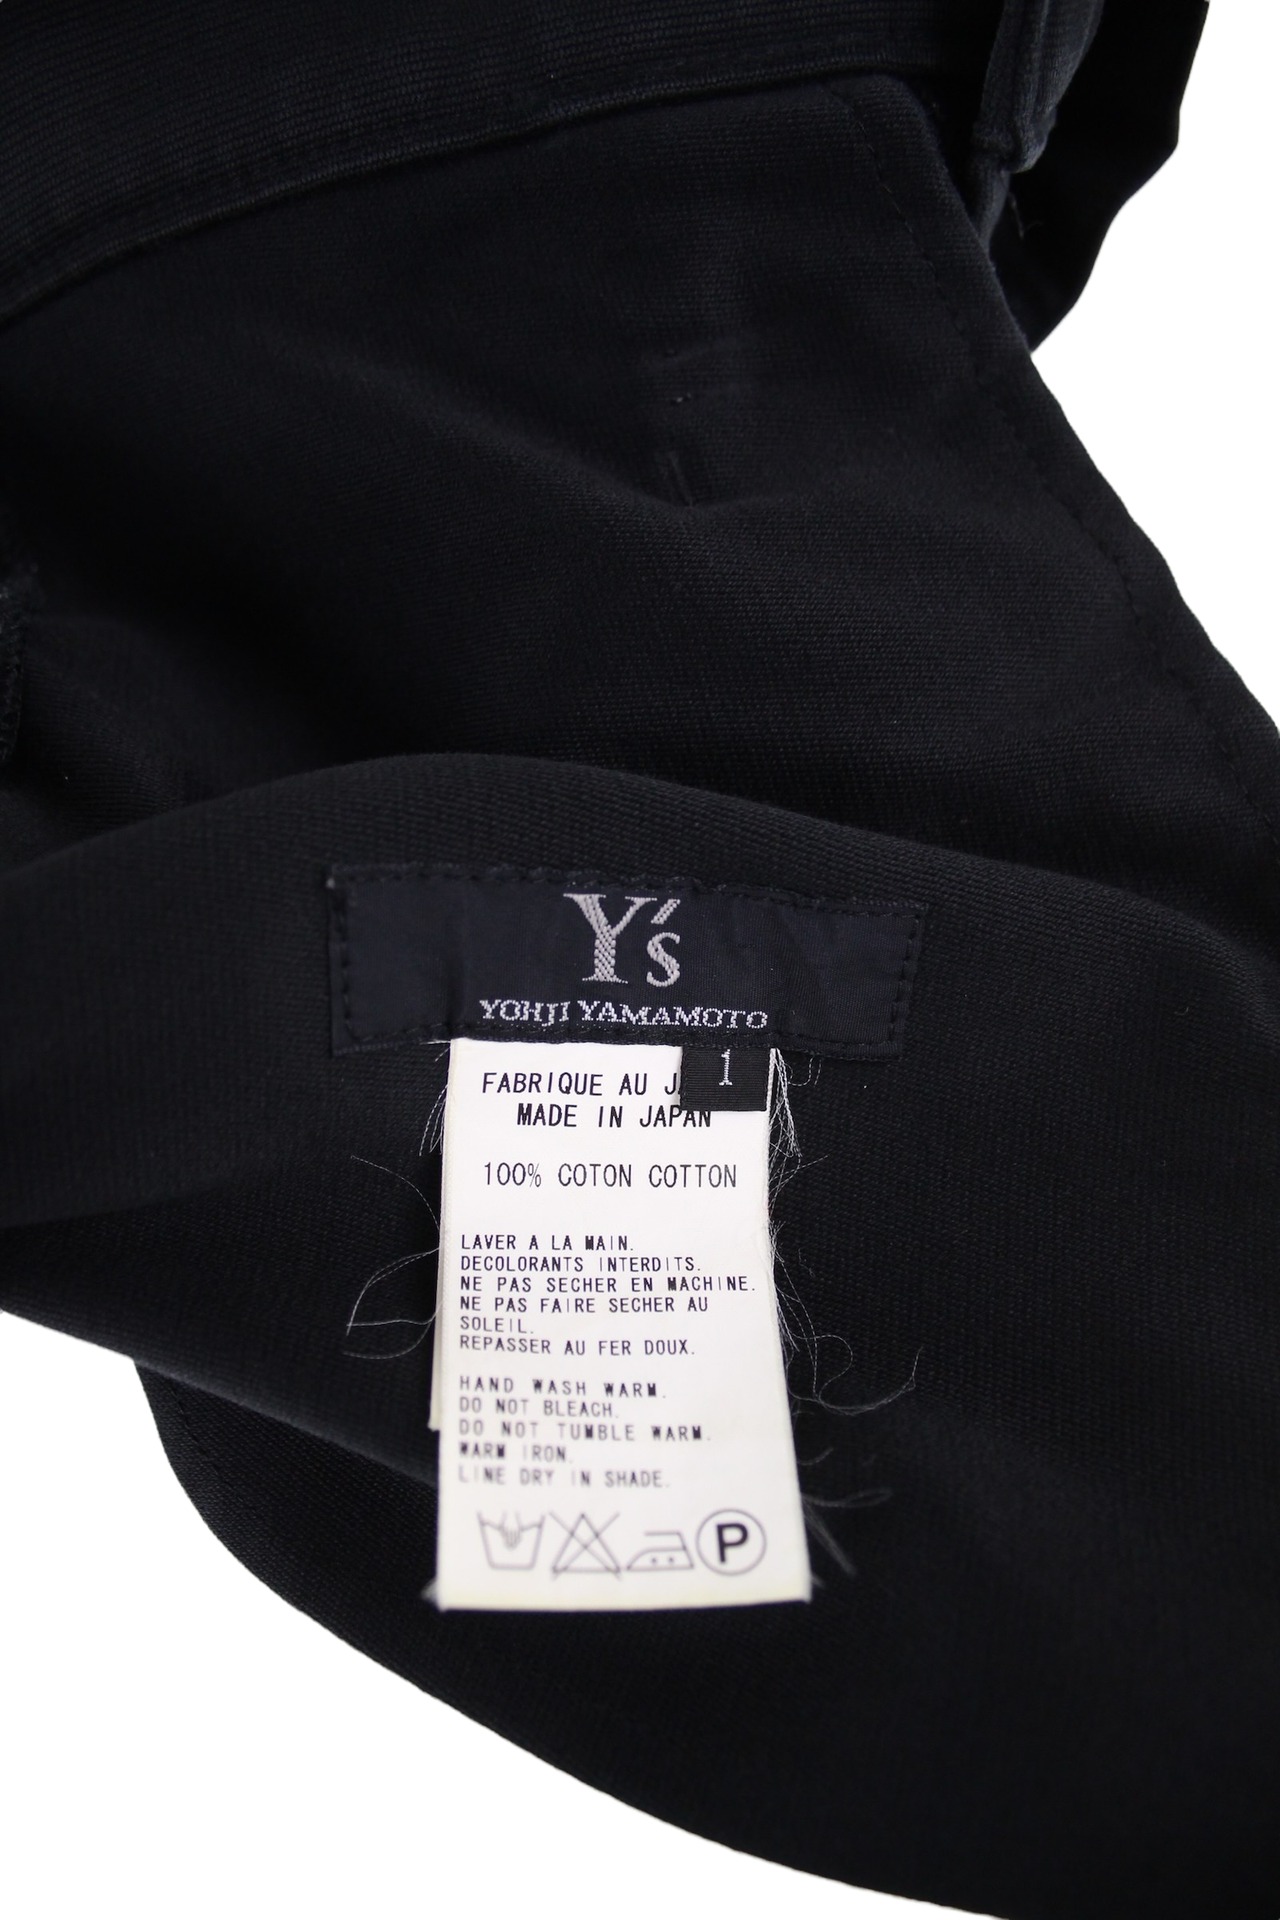 Y's
YOHJI YAMAMOTO
1
FABRIQUE AU
MADE IN JAPAN
100% COTON COTTON
LAVER A LA MAIN.
DECOLORANTS INTERDITS.
NE PAS SECHER EN MACHINE.
NE PAS FAIRE SECHER AU
SOLEIL.
REPASSER AU FER DOUX.
HAND WASH WARM.
DO NOT BLEACH.
DO NOT TUMBLE WARM.
WARM IRON.
LINE DRY IN SHADE.
P